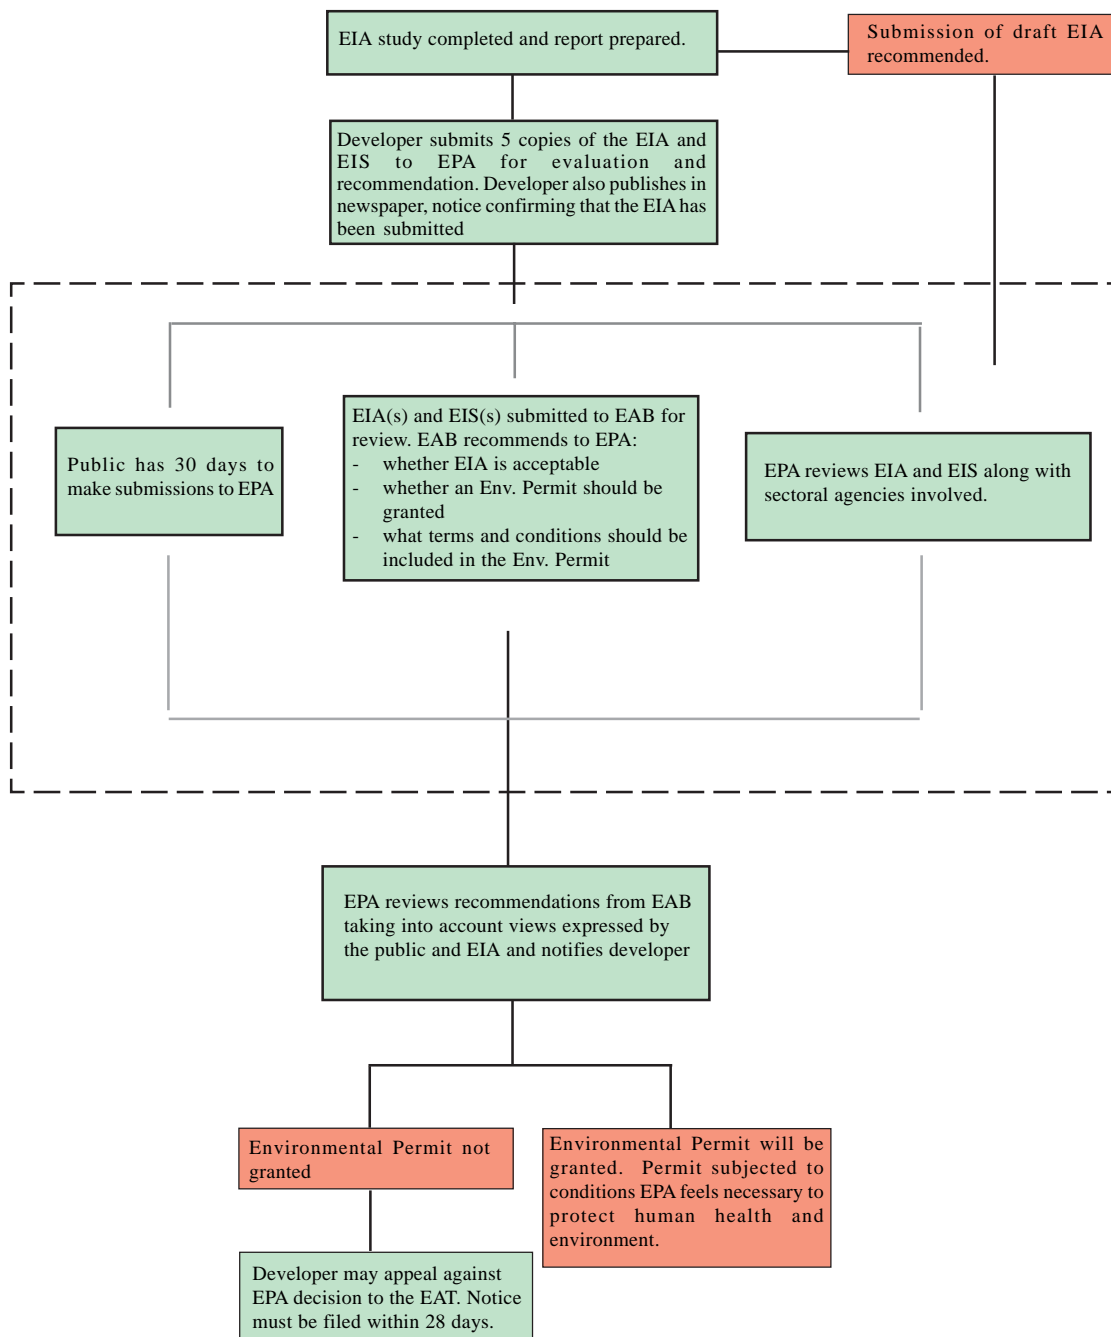 EIA study completed and report prepared.
Submission of draft EIA
recommended.
Developer submits 5 copies of the EIA and
EIS to EPA for evaluation and
recommendation. Developer also publishes in
newspaper, notice confirming that the EIA has
been submitted
Public has 30 days to
make submissions to EPA
EIA(s) and EIS(s) submitted to EAB for
review. EAB recommends to EPA:
- whether EIA is acceptable
- whether an Env. Permit should be
granted
- what terms and conditions should be
included in the Env. Permit
EPA reviews EIA and EIS along with
sectoral agencies involved.
EPA reviews recommendations from EAB
taking into account views expressed by
the public and EIA and notifies developer
Environmental Permit not
granted
Environmental Permit will be
granted. Permit subjected to
conditions EPA feels necessary to
protect human health and
environment.
Developer may appeal against
EPA decision to the EAT. Notice
must be filed within 28 days.